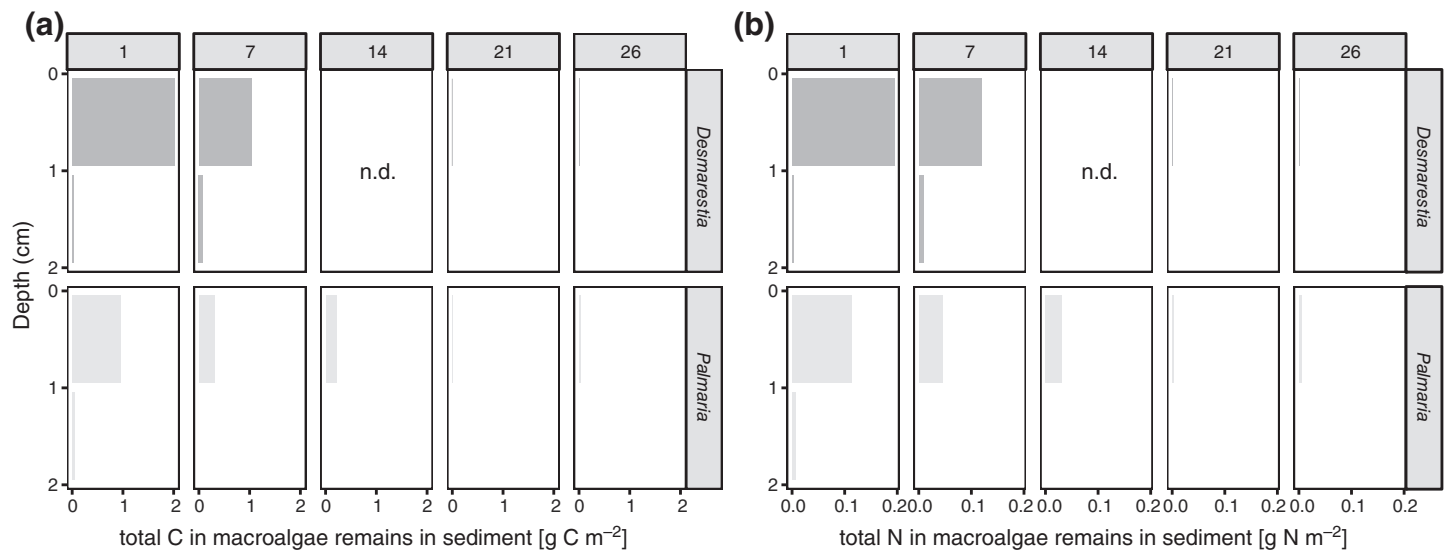 (a) (b)
1 7 14 21 26 1 7 14 21 26
0 0
Desmarestia Desmarestia
1 n.d. 1 n.d.
2 2
Depth (cm)
0 0
Palmaria Palmaria
1 1
2 2
0 1 2 0 1 2 0 1 2 0 1 2 0 1 2 0.0 0.1 0.2 0.0 0.1 0.2 0.0 0.1 0.2 0.0 0.1 0.2 0.0 0.1 0.2
total C in macroalgae remains in sediment [g C m⁻²] total N in macroalgae remains in sediment [g N m⁻²]